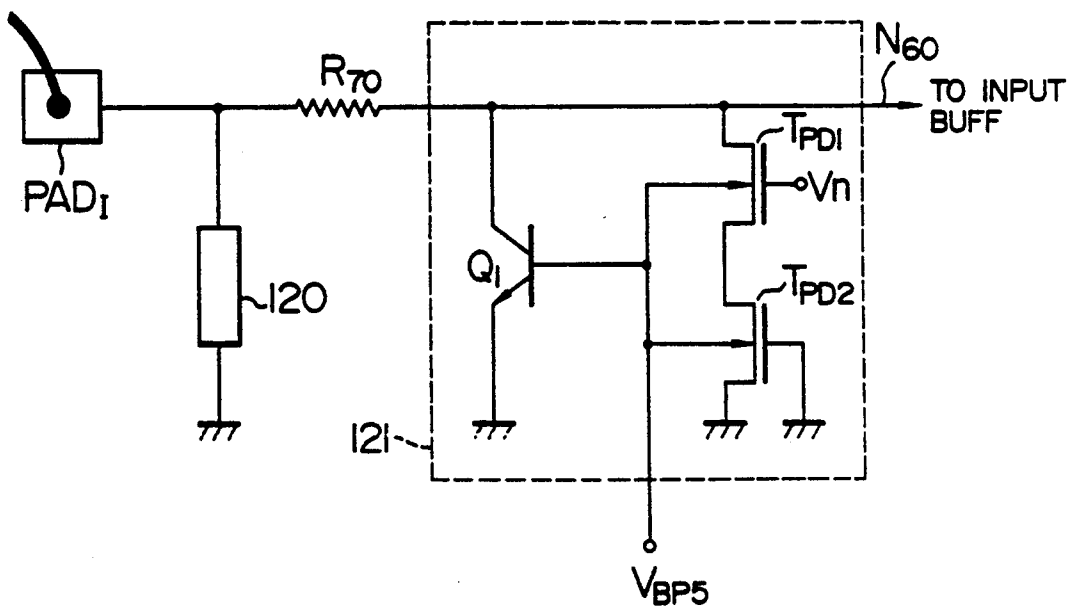 N60
R70
TO INPUT
BUFF
TPD1
PADI
Vn
Q1
TPD2
120
121
VBP5